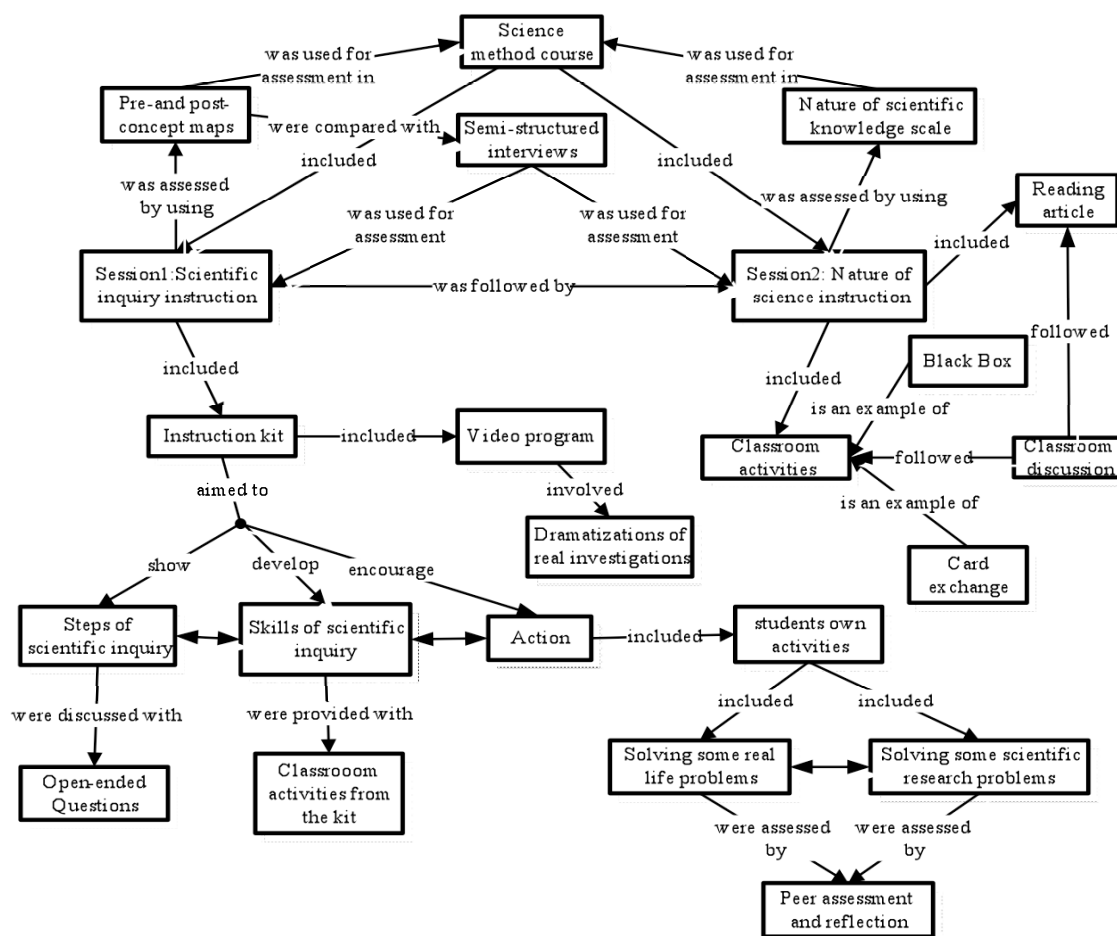 Science
method course
was used for
assessment in
was used for
assessment in
Pre-and post-
concept maps
were compared with
Semi-structured
interviews
Nature of scientific
knowledge scale
included
included
was assessed
by using
was used for
assessment
was used for
assessment
was assessed by using
Reading
article
included
Session1:Scientific
inquiry instruction
was followed by
Session2: Nature of
science instruction
followed
included
included
Black Box
is an example of
Instruction kit
included
Video program
Classroom
activities
followed
Classroom
discussion
aimed to
involved
is an example of
Dramatizations of
real investigations
Card
exchange
show
develop
encourage
Steps of
scientific inquiry
Skills of scientific
inquiry
Action
included
students own
activities
were discussed with
were provided with
included
included
Open-ended
Questions
Classrooom
activities from
the kit
Solving some real
life problems
Solving some scientific
research problems
were assessed
by
were assessed
by
Peer assessment
and reflection